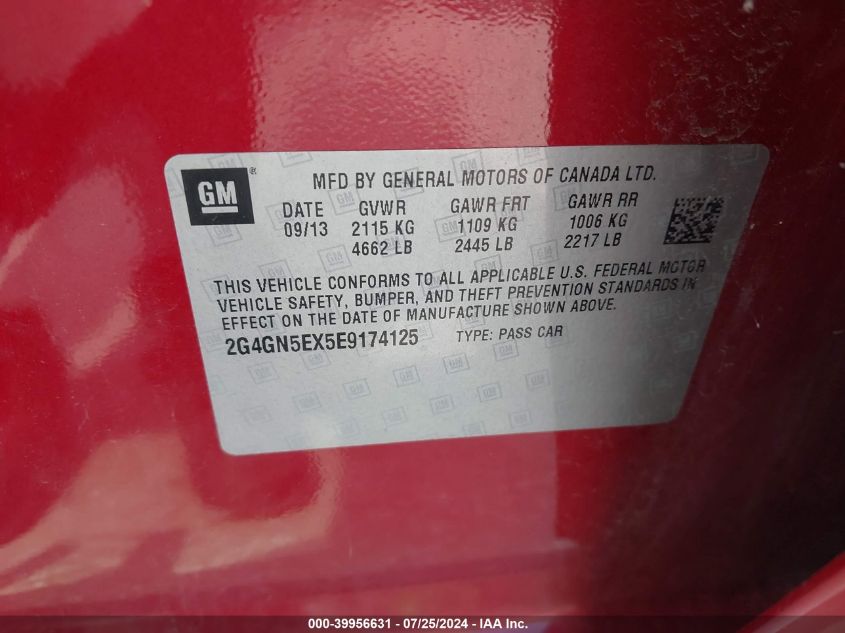 GM ® MFD BY GENERAL MOTORS OF CANADA LTD.
DATE GVWR GAWR FRT GAWR RR
09/13 2115 KG 1109 KG 1006 KG
4662 LB 2445 LB 2217 LB
THIS VEHICLE CONFORMS TO ALL APPLICABLE U.S. FEDERAL MOTOR
VEHICLE SAFETY, BUMPER, AND THEFT PREVENTION STANDARDS IN
EFFECT ON THE DATE OF MANUFACTURE SHOWN ABOVE.
2G4GN5EX5E9174125 TYPE: PASS CAR
000-39956631 - 07/25/2024 - IAA Inc.